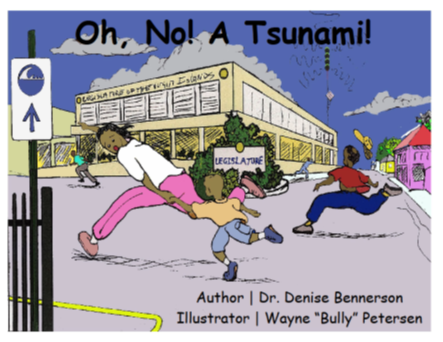 Oh, No! A Tsunami!
LEGISLATURE
Author | Dr. Denise Bennerson
Illustrator | Wayne "Bully" Petersen